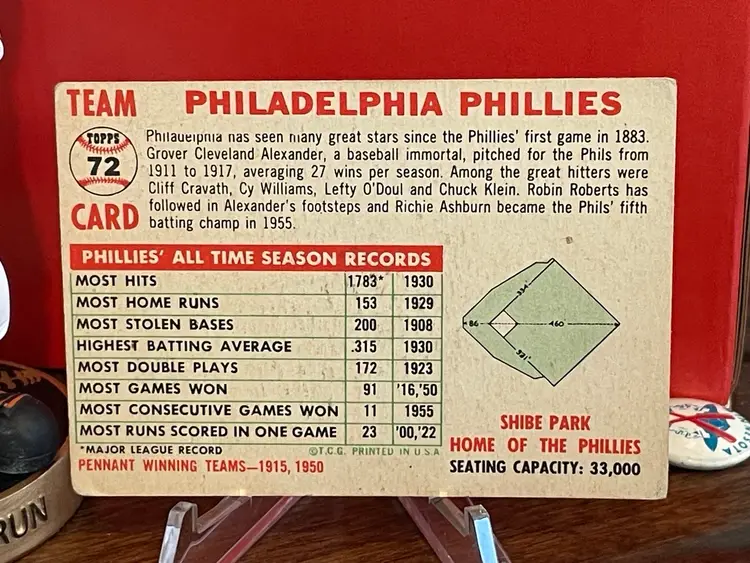 TEAM PHILADELPHIA PHILLIES
TOPPS
72
CARD
Philadelphia has seen many great stars since the Phillies' first game in 1883.
Grover Cleveland Alexander, a baseball immortal, pitched for the Phils from
1911 to 1917, averaging 27 wins per season. Among the great hitters were
Cliff Cravath, Cy Williams, Lefty O'Doul and Chuck Klein. Robin Roberts has
followed in Alexander's footsteps and Richie Ashburn became the Phils' fifth
batting champ in 1955.
PHILLIES' ALL TIME SEASON RECORDS
MOST HITS 1783* 1930
MOST HOME RUNS 153 1929
MOST STOLEN BASES 200 1908
HIGHEST BATTING AVERAGE .315 1930
MOST DOUBLE PLAYS 172 1923
MOST GAMES WON 91 '16,'50
MOST CONSECUTIVE GAMES WON 11 1955
MOST RUNS SCORED IN ONE GAME 23 '00,'22
*MAJOR LEAGUE RECORD ©T.C.G. PRINTED IN U.S.A
PENNANT WINNING TEAMS—1915, 1950
334
86
460
SHIBE PARK
HOME OF THE PHILLIES
SEATING CAPACITY: 33,000
RUN